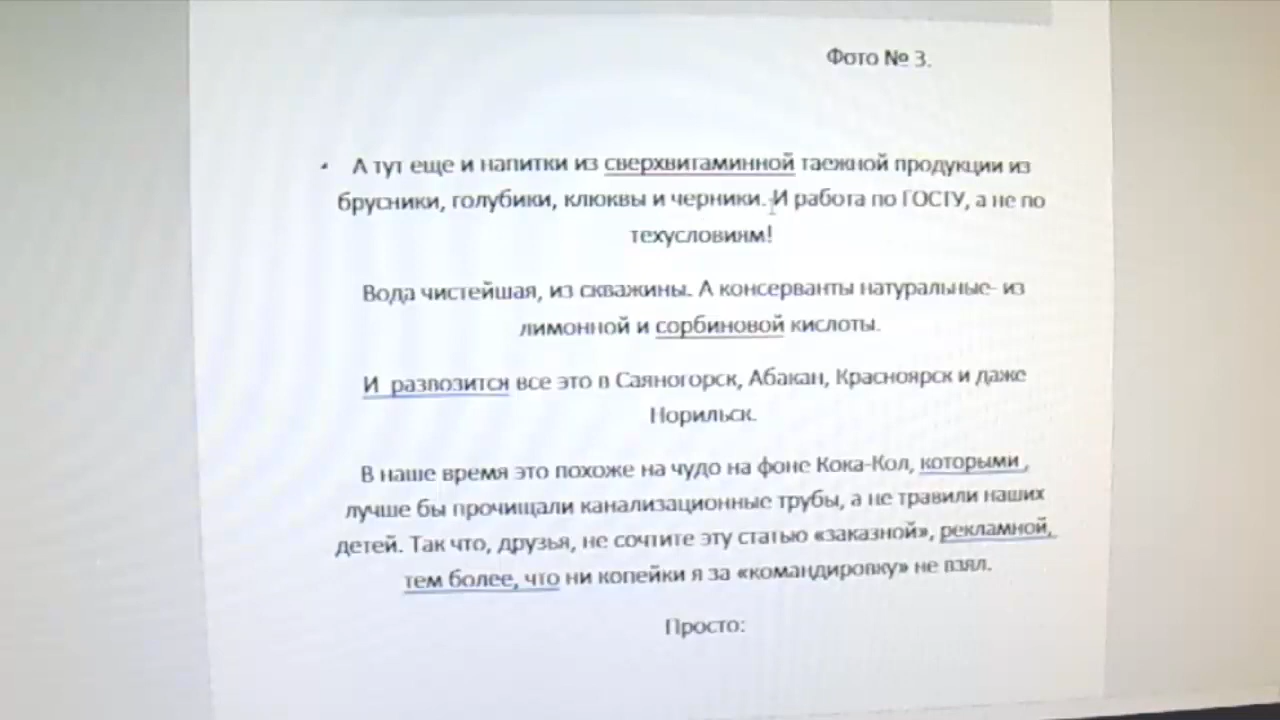 Фото № 3.
• А тут еще и напитки из сверхвитаминной таежной продукции из
брусники, голубики, клюквы и черники. И работа по ГОСТУ, а не по
техусловиям!
Вода чистейшая, из скважины. А консерванты натуральные- из
лимонной и сорбиновой кислоты.
И  развозится все это в Саяногорск, Абакан, Красноярск и даже
Норильск.
В наше время это похоже на чудо на фоне Кока-Кол, которыми ,
лучше бы прочищали канализационные трубы, а не травили наших
детей. Так что, друзья, не сочтите эту статью «заказной», рекламной,
тем более, что ни копейки я за «командировку» не взял.
Просто: